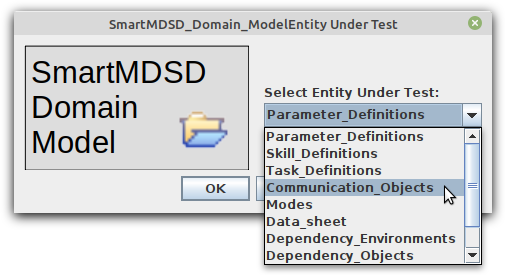 SmartMDSD_Domain_ModelEntity Under Test
SmartMDSD
Domain
Model
Select Entity Under Test:
Parameter_Definitions
Parameter_Definitions
Skill_Definitions
Task_Definitions
Communication_Objects
Modes
Data_sheet
Dependency_Environments
Dependency_Objects
OK